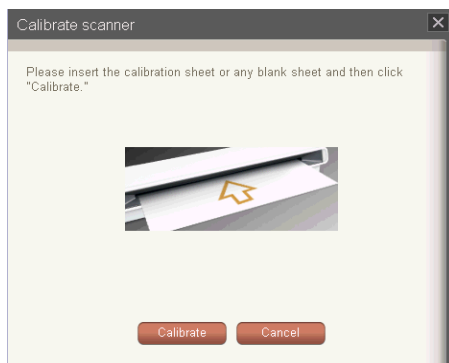 Calibrate scanner
Please insert the calibration sheet or any blank sheet and then click
"Calibrate."
Calibrate Cancel